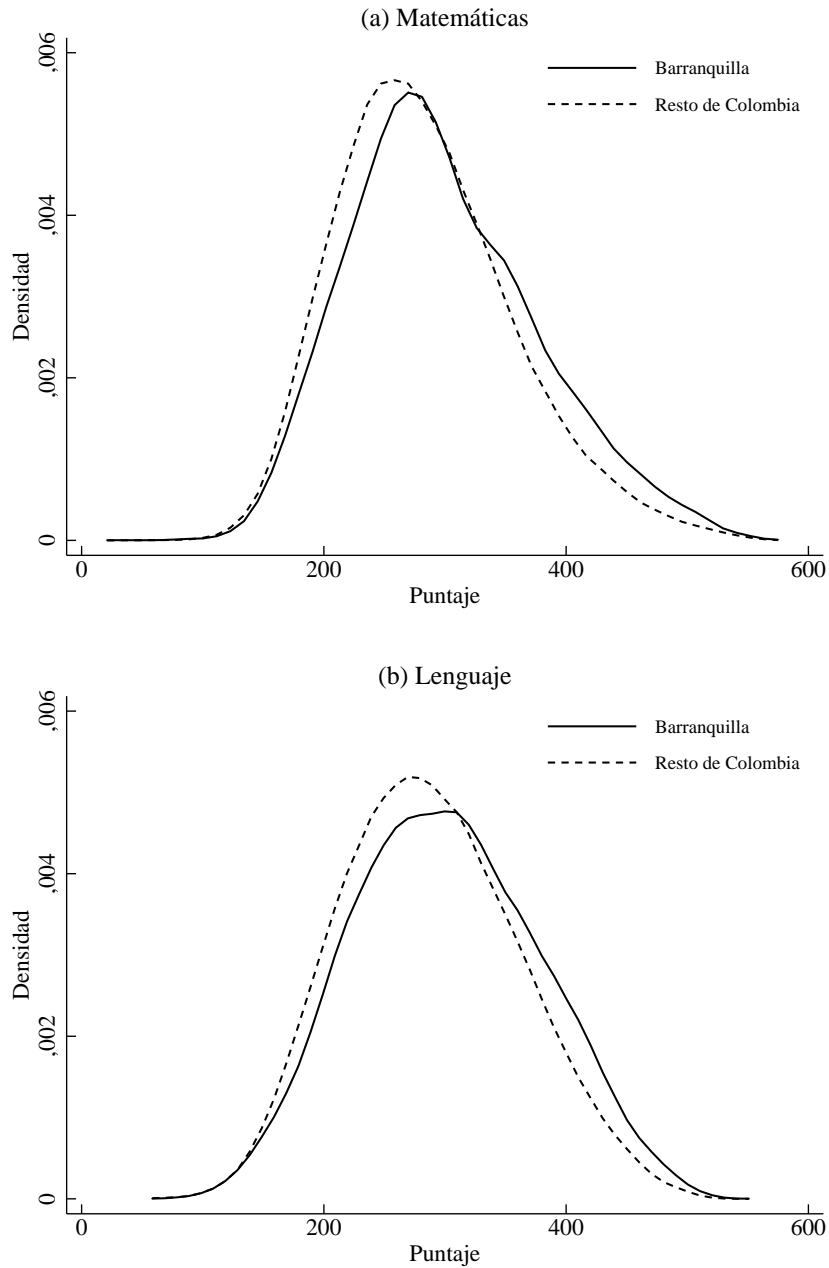 (a) Matemáticas
,006
Barranquilla
Resto de Colombia
,004
Densidad
,002
0
0 200 400 600
Puntaje
(b) Lenguaje
,006
Barranquilla
Resto de Colombia
,004
Densidad
,002
0
0 200 400 600
Puntaje